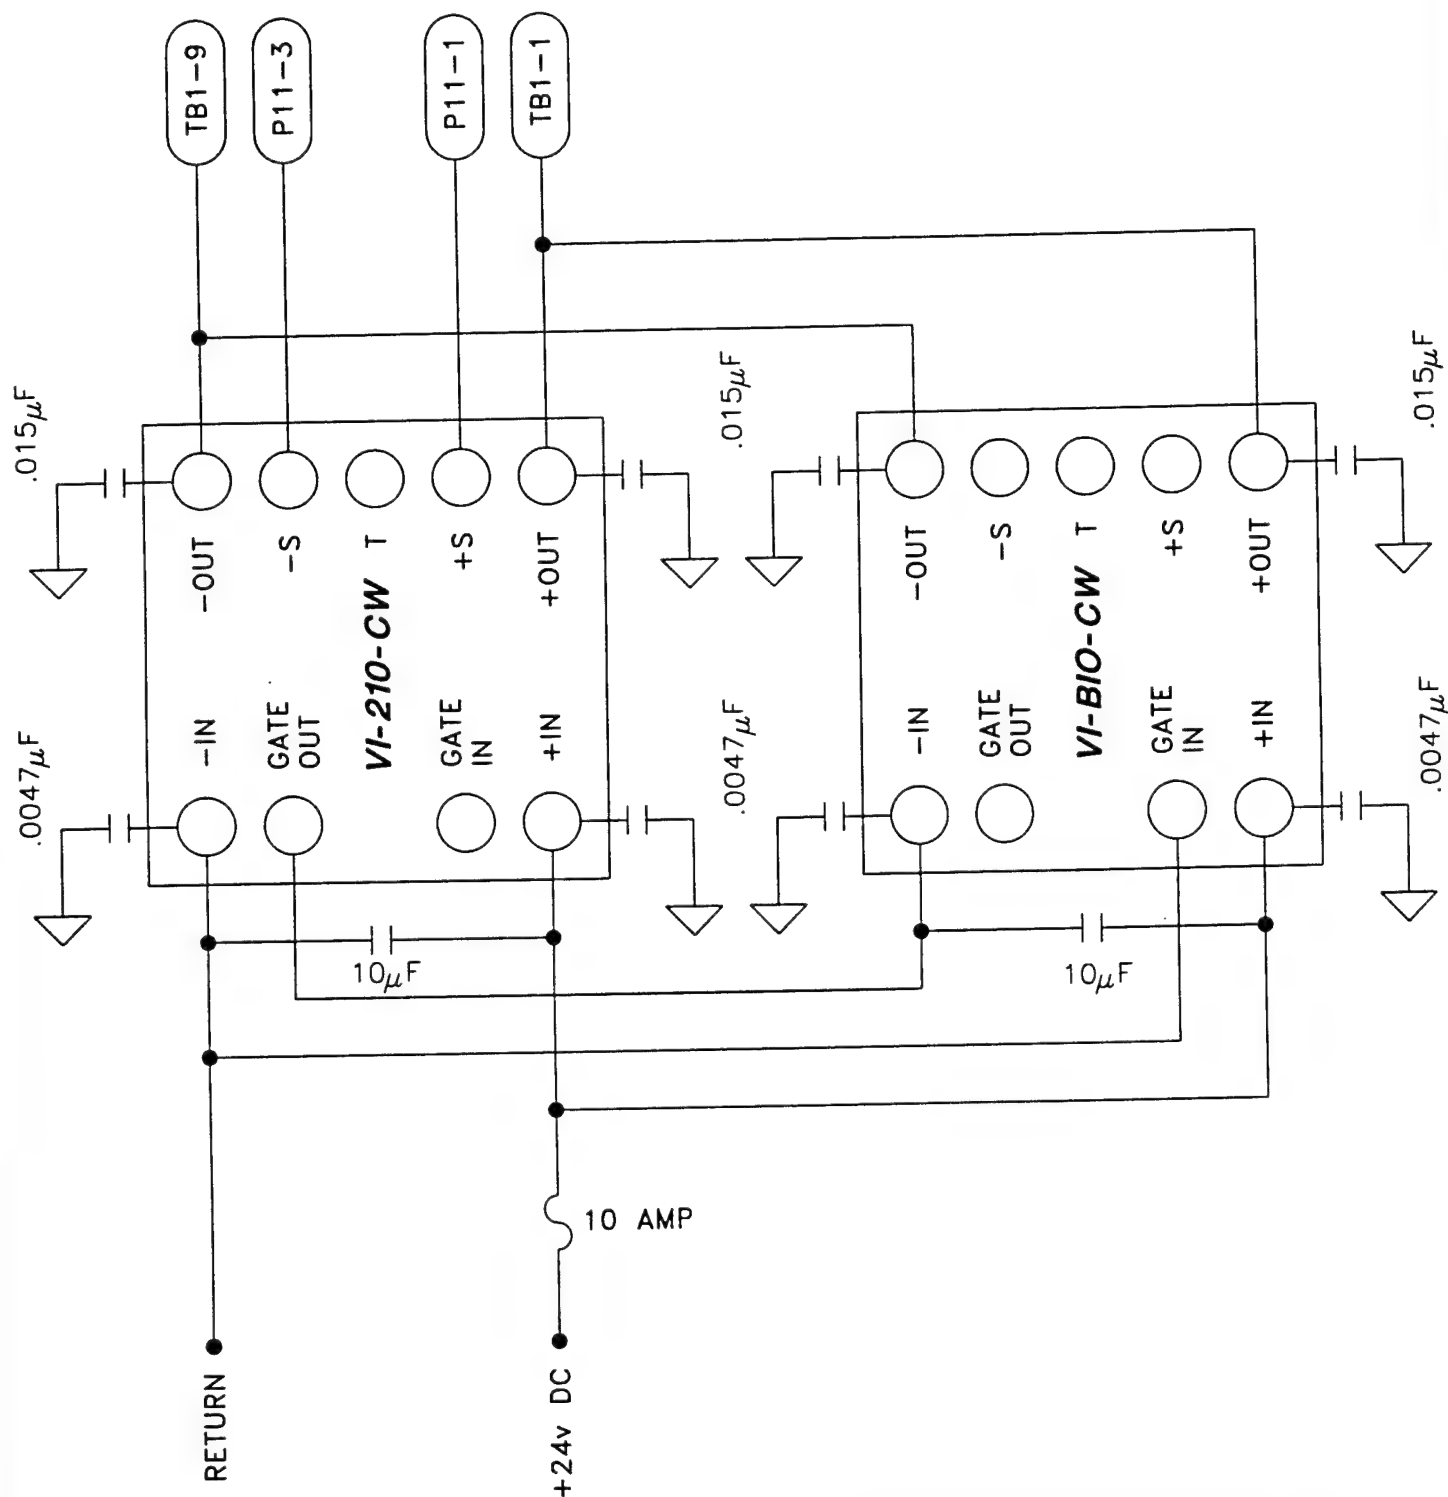 TB1-9
P11-3
P11-1
TB1-1
.015µF
.015µF
.015µF
-OUT
-S
T
+S
+OUT
VI-210-CW
-IN
GATE
OUT
GATE
IN
+IN
.0047µF
.0047µF
-OUT
-S
T
+S
+OUT
VI-BIO-CW
-IN
GATE
OUT
GATE
IN
+IN
.0047µF
10µF
10µF
10 AMP
RETURN
+24v DC